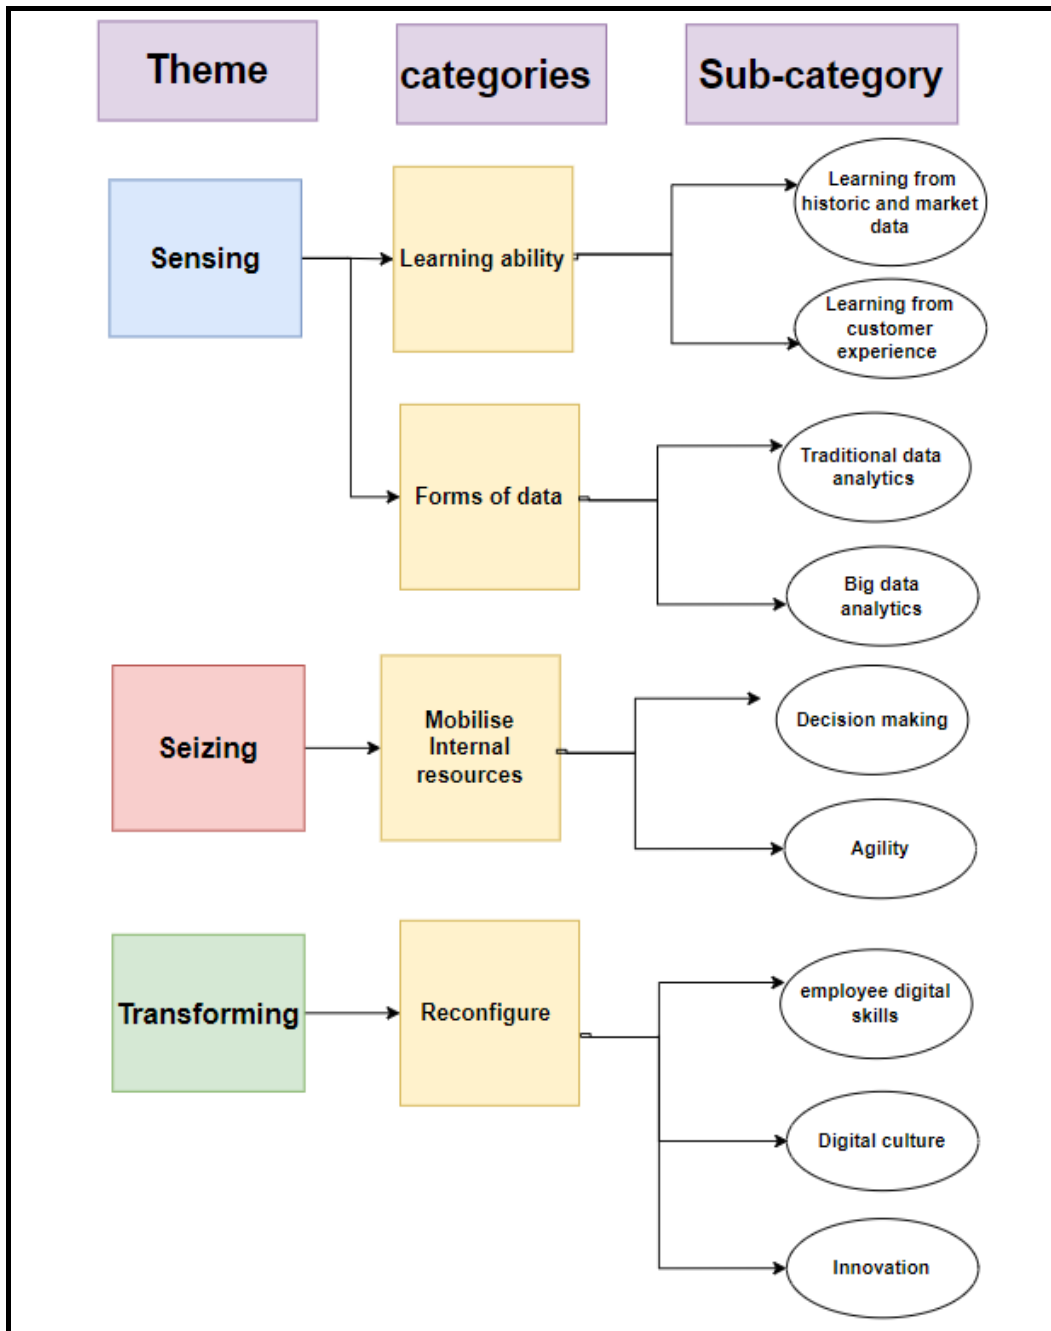 Theme
categories
Sub-category
Sensing
Learning ability
Learning from
historic and market
data
Learning from
customer
experience
Forms of data
Traditional data
analytics
Big data
analytics
Seizing
Mobilise
Internal
resources
Decision making
Agility
Transforming
Reconfigure
employee digital
skills
Digital culture
Innovation